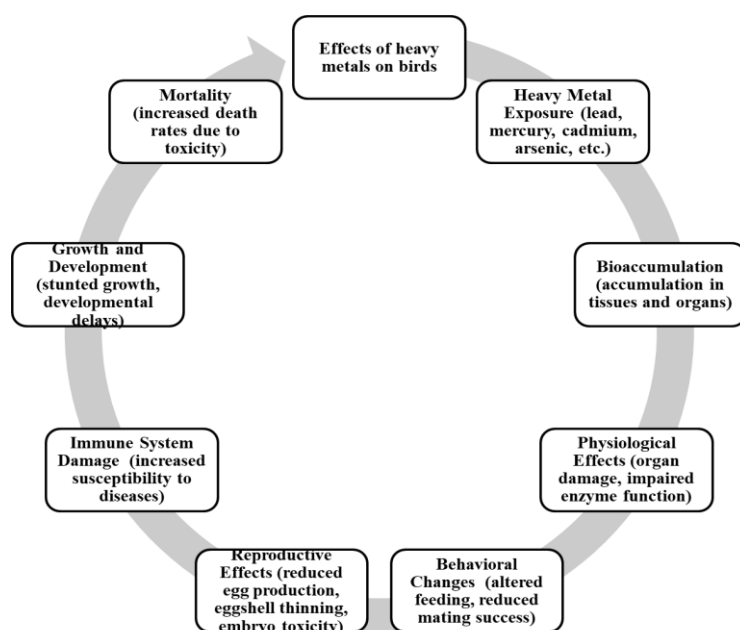 Effects of heavy
metals on birds
Heavy Metal
Exposure (lead,
mercury, cadmium,
arsenic, etc.)
Bioaccumulation
(accumulation in
tissues and organs)
Physiological
Effects (organ
damage, impaired
enzyme function)
Behavioral
Changes (altered
feeding, reduced
mating success)
Reproductive
Effects (reduced
egg production,
eggshell thinning,
embryo toxicity)
Immune System
Damage (increased
susceptibility to
diseases)
Growth and
Development
(stunted growth,
developmental
delays)
Mortality
(increased death
rates due to
toxicity)